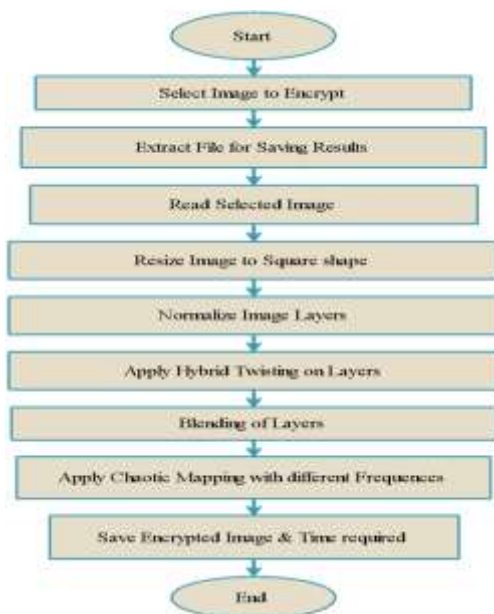 Start
Select Image to Encrypt
Extract File for Saving Results
Read Selected Image
Resize Image to Square shape
Normalize Image Layers
Apply Hybrid Twisting on Layers
Blending of Layers
Apply Chaotic Mapping with different Frequences
Save Encrypted Image & Time required
End